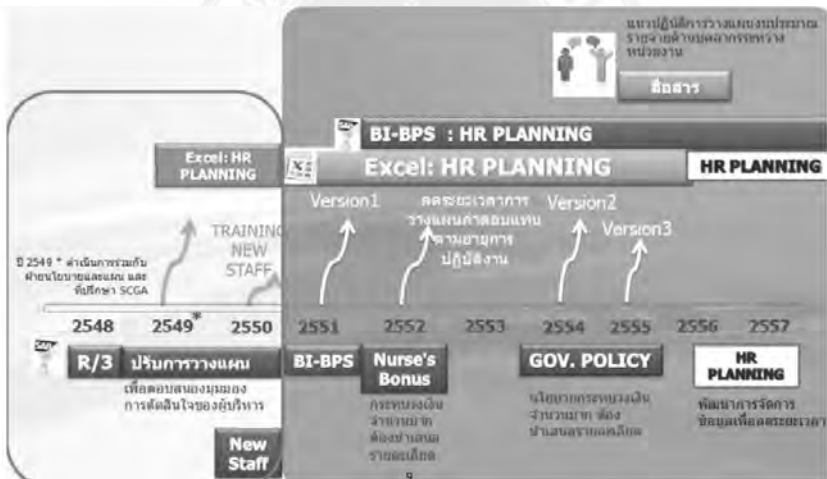 แนวปฏิบัติการวางแผนงบประมาณ
รายจ่ายด้านบุคลากรระหว่าง
หน่วยงาน
สื่อสาร
SAP
BI-BPS : HR PLANNING
Excel: HR
PLANNING
Excel: HR PLANNING
HR PLANNING
Version1
ลดระยะเวลาการ
วางแผนค่าตอบแทน
ตามอายุการ
ปฏิบัติงาน
Version2
Version3
TRAINING
NEW
STAFF
ปี 2549 * ดำเนินการร่วมกับ
ฝ่ายนโยบายและแผน และ
ที่ปรึกษา SCGA
2548 2549* 2550 2551 2552 2553 2554 2555 2556 2557
SAP
R/3 ปรับการวางแผน BI-BPS Nurse's
Bonus
GOV. POLICY
HR
PLANNING
เพื่อตอบสนองมุมมอง
การตัดสินใจของผู้บริหาร
กระทบวงเงิน
จำนวนมาก
ต้องนำเสนอ
รายละเอียด
นโยบายกระทบวงเงิน
จำนวนมาก ต้อง
นำเสนอรายละเอียด
พัฒนาการจัดการ
ข้อมูลเพื่อลดระยะเวลา
New
Staff
9